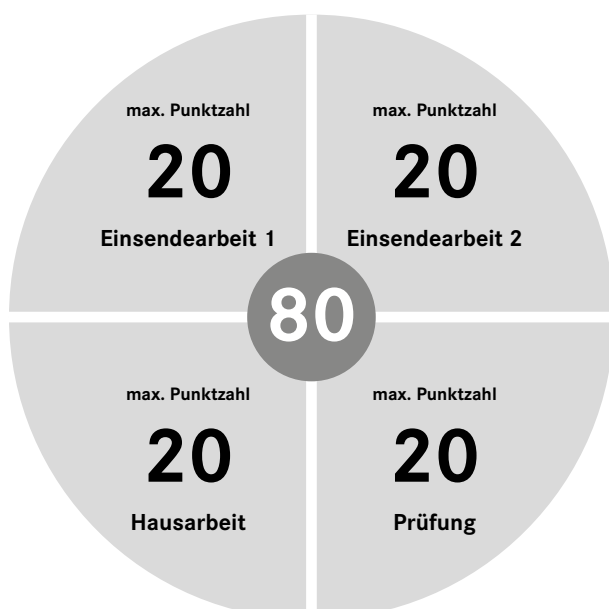 max. Punktzahl
20
Einsendearbeit 1
max. Punktzahl
20
Einsendearbeit 2
80
max. Punktzahl
20
Hausarbeit
max. Punktzahl
20
Prüfung